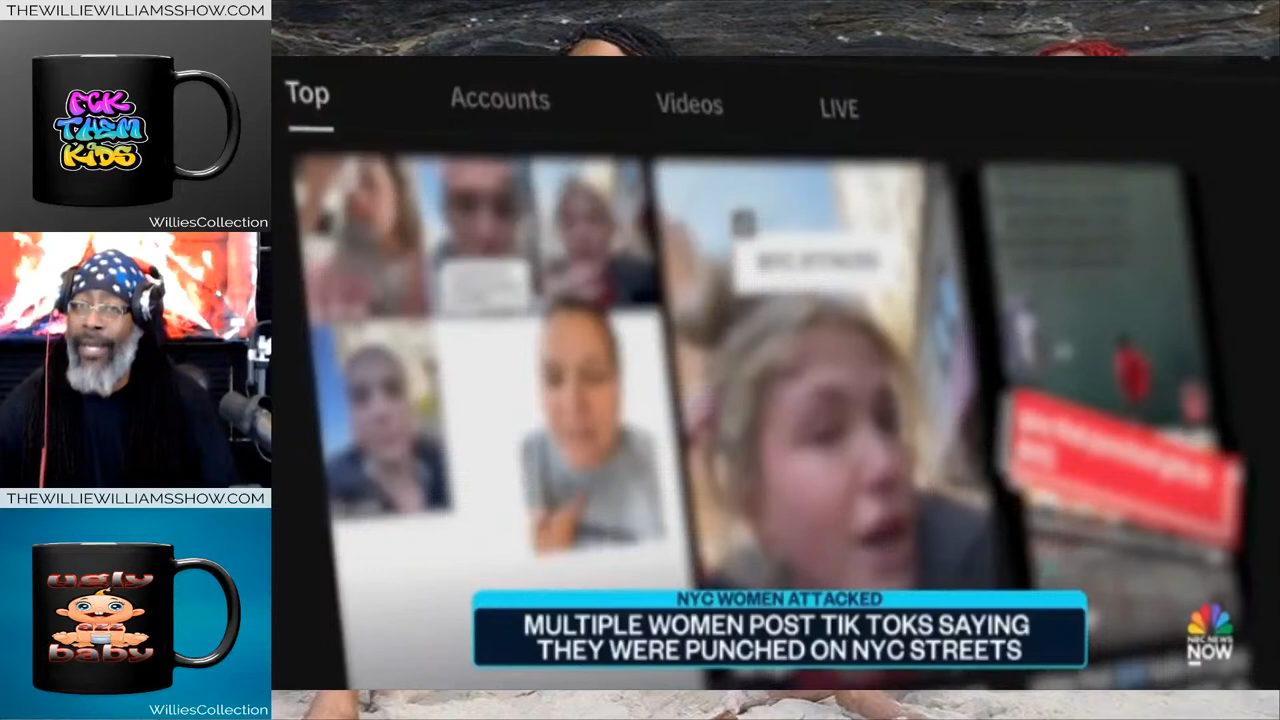 THEWILLIEWILLIAMSSHOW.COM
FCK
THEM
KIDS
WilliesCollection
THEWILLIEWILLIAMSSHOW.COM
ugly
ass
baby
WilliesCollection
Top
Accounts
Videos
LIVE
NYC WOMEN ATTACKED
MULTIPLE WOMEN POST TIK TOKS SAYING
THEY WERE PUNCHED ON NYC STREETS
NBC NEWS
NOW